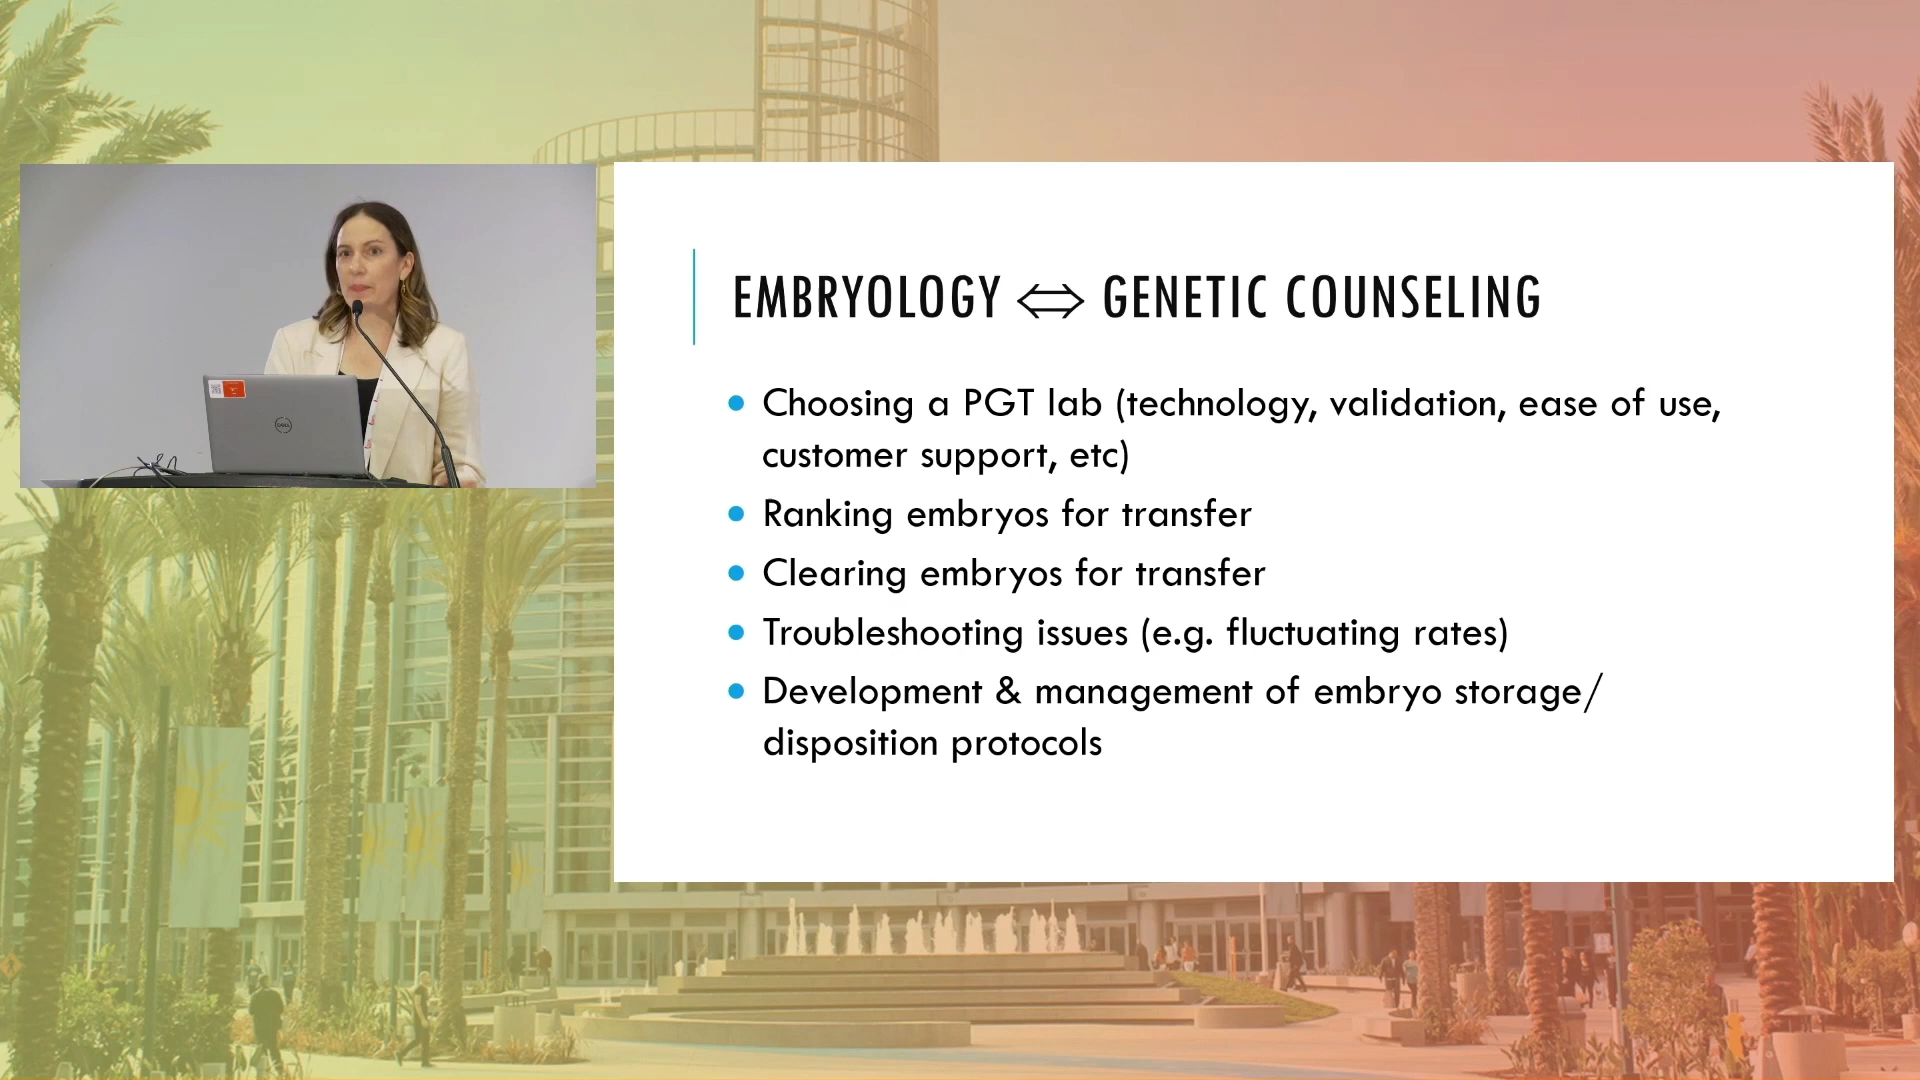 EMBRYOLOGY ⇔ GENETIC COUNSELING
• Choosing a PGT lab (technology, validation, ease of use,
customer support, etc)
• Ranking embryos for transfer
• Clearing embryos for transfer
• Troubleshooting issues (e.g. fluctuating rates)
• Development & management of embryo storage/
disposition protocols
DELL